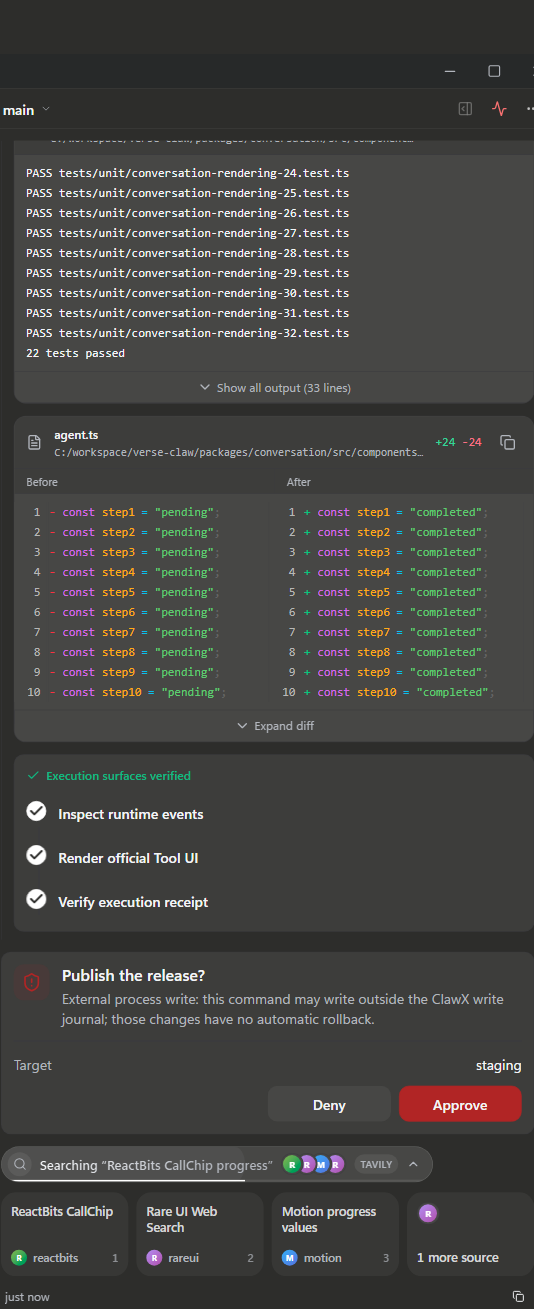 main
PASS tests/unit/conversation-rendering-24.test.ts
PASS tests/unit/conversation-rendering-25.test.ts
PASS tests/unit/conversation-rendering-26.test.ts
PASS tests/unit/conversation-rendering-27.test.ts
PASS tests/unit/conversation-rendering-28.test.ts
PASS tests/unit/conversation-rendering-29.test.ts
PASS tests/unit/conversation-rendering-30.test.ts
PASS tests/unit/conversation-rendering-31.test.ts
PASS tests/unit/conversation-rendering-32.test.ts
22 tests passed
Show all output (33 lines)
agent.ts
+24 -24
C:/workspace/verse-claw/packages/conversation/src/components…
Before
After
1 - const step1 = "pending";
1 + const step1 = "completed";
2 - const step2 = "pending";
2 + const step2 = "completed";
3 - const step3 = "pending";
3 + const step3 = "completed";
4 - const step4 = "pending";
4 + const step4 = "completed";
5 - const step5 = "pending";
5 + const step5 = "completed";
6 - const step6 = "pending";
6 + const step6 = "completed";
7 - const step7 = "pending";
7 + const step7 = "completed";
8 - const step8 = "pending";
8 + const step8 = "completed";
9 - const step9 = "pending";
9 + const step9 = "completed";
10 - const step10 = "pending";
10 + const step10 = "completed";
Expand diff
Execution surfaces verified
Inspect runtime events
Render official Tool UI
Verify execution receipt
Publish the release?
External process write: this command may write outside the ClawX write
journal; those changes have no automatic rollback.
Target
staging
Deny
Approve
Searching “ReactBits CallChip progress”
R R M R
TAVILY
ReactBits CallChip
R reactbits 1
Rare UI Web
Search
R rareui 2
Motion progress
values
M motion 3
R
1 more source
just now